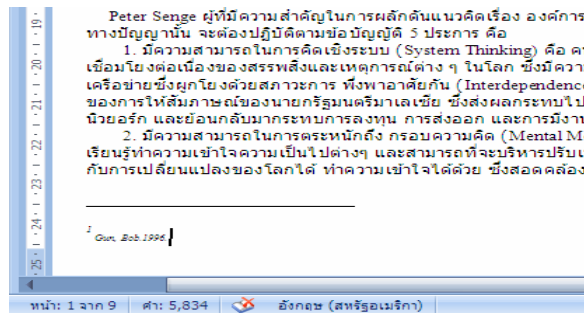 Peter Senge ผู้ที่มีความสำคัญในการผลักดันแนวคิดเรื่อง องค์การ
ทางปัญญานั้น จะต้องปฏิบัติตามข้อบัญญัติ 5 ประการ คือ
1. มีความสามารถในการคิดเชิงระบบ (System Thinking) คือ
เชื่อมโยงต่อเนื่องของสรรพสิ่งและเหตุการณ์ต่าง ๆ ในโลก ซึ่งมีความ
เครือข่ายซึ่งผูกโยงด้วยสภาวะการ พึ่งพาอาศัยกัน (Interdependence
ของการให้สัมภาษณ์ของนายกรัฐมนตรีมาเลเซีย ซึ่งส่งผลกระทบไป
นิวยอร์ก และย้อนกลับมากระทบการลงทุน การส่งออก และการมีงาน
2. มีความสามารถในการตระหนักถึง กรอบความคิด (Mental M
เรียนรู้ทำความเข้าใจความเป็นไปต่างๆ และสามารถที่จะบริหารปรับ
กับการเปลี่ยนแปลงของโลกได้ ทำความเข้าใจได้ด้วย ซึ่งสอดคล้อง
1 Gun, Bob.1996.
19
20
21
22
23
24
25
หน้า: 1 จาก 9 คำ: 5,834 อังกฤษ (สหรัฐอเมริกา)